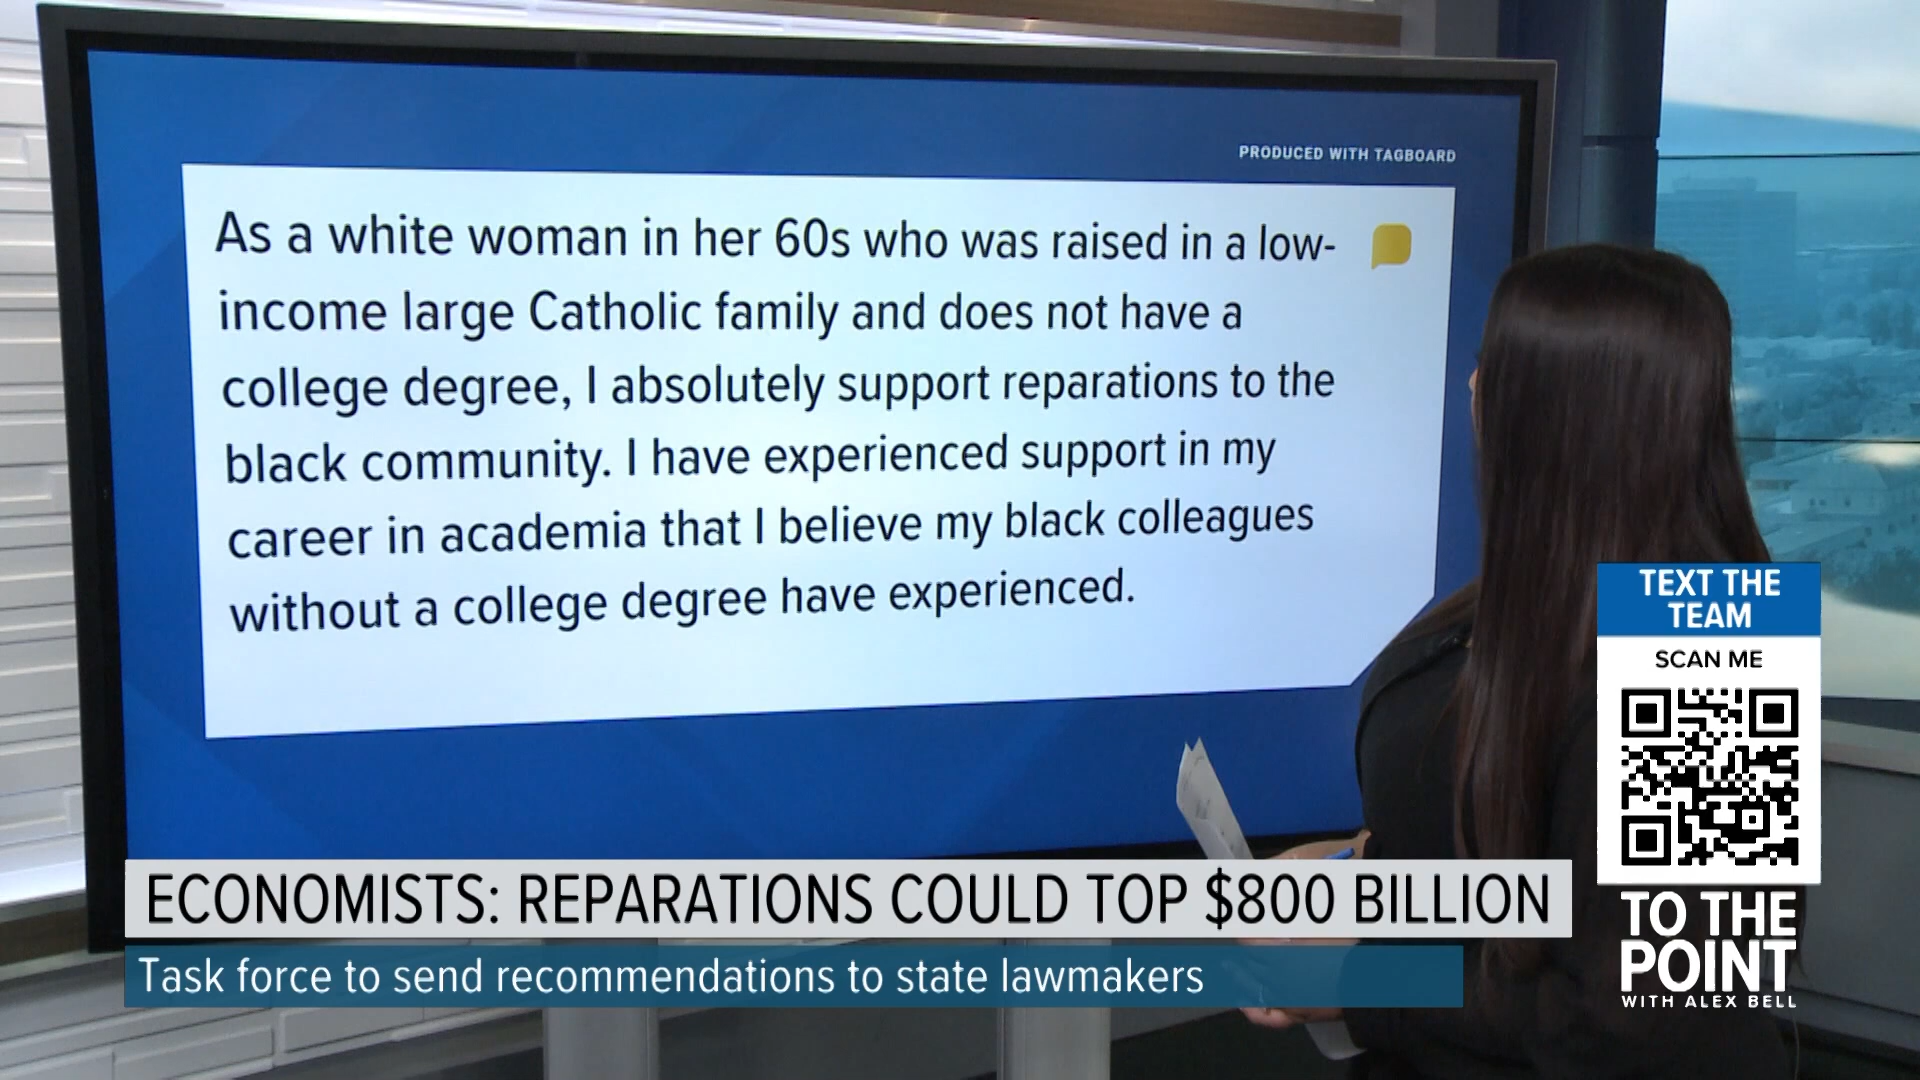 PRODUCED WITH TAGBOARD
As a white woman in her 60s who was raised in a low-
income large Catholic family and does not have a
college degree, I absolutely support reparations to the
black community. I have experienced support in my
career in academia that I believe my black colleagues
without a college degree have experienced.
TEXT THE
TEAM
SCAN ME
ECONOMISTS: REPARATIONS COULD TOP $800 BILLION
Task force to send recommendations to state lawmakers
TO THE
POINT
WITH ALEX BELL